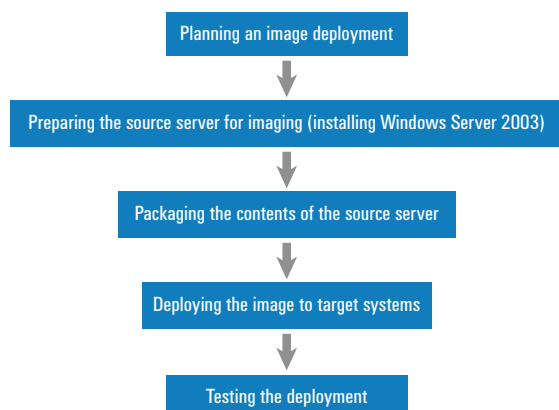 Planning an image deployment
Preparing the source server for imaging (installing Windows Server 2003)
Packaging the contents of the source server
Deploying the image to target systems
Testing the deployment